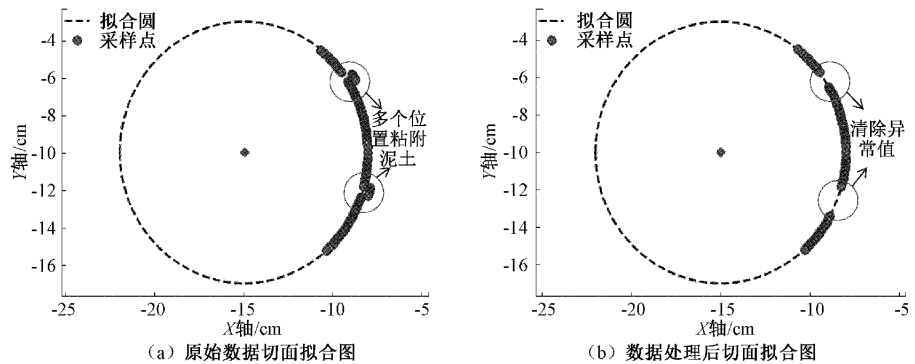 拟合圆
采样点
-4
-6
-8
-10
-12
-14
-16
Y轴/cm
多个位
置粘附
泥土
-25
-20
-15
-10
-5
X轴/cm
(a) 原始数据切面拟合图
拟合圆
采样点
-4
-6
-8
-10
-12
-14
-16
Y轴/cm
清除异
常值
-25
-20
-15
-10
-5
X轴/cm
(b) 数据处理后切面拟合图